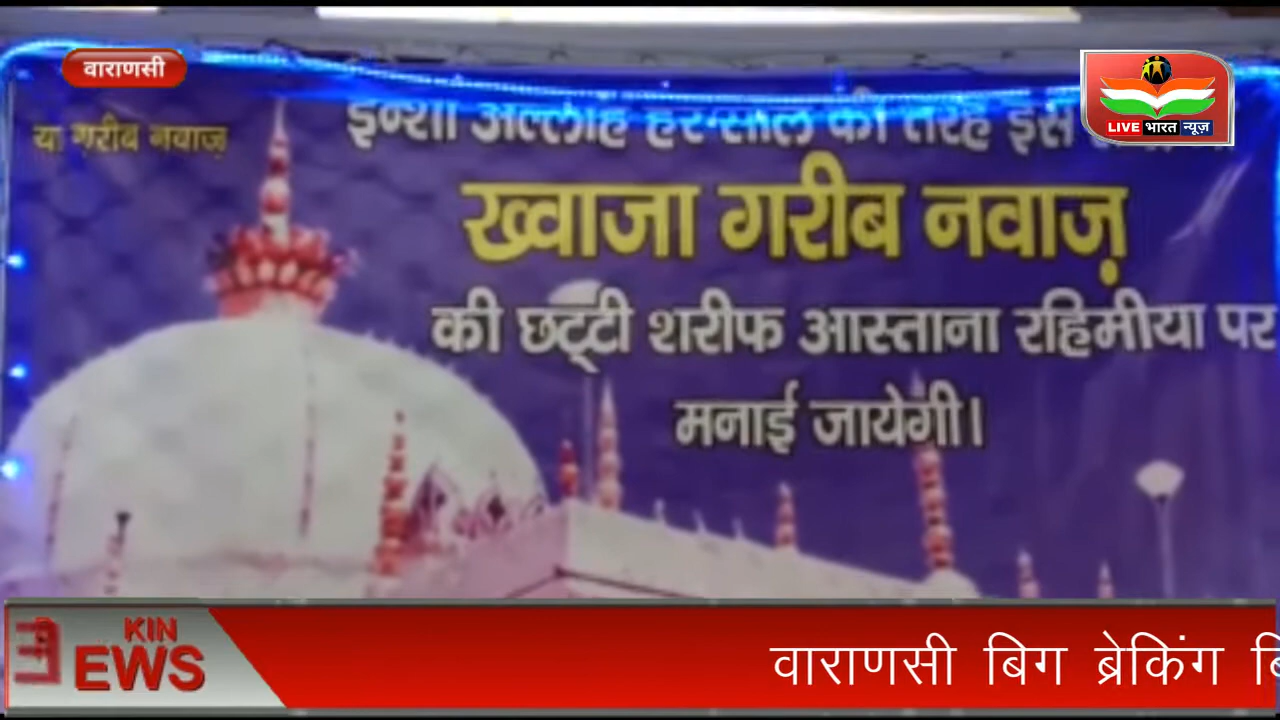 वाराणसी
या गरीब नवाज़
इन्शा अल्लाह हर साल की तरह इस
ख्वाजा गरीब नवाज़
की छट्टी शरीफ आस्ताना रहिमीया पर
मनाई जायेगी।
LIVE भारत न्यूज़
KIN
EWS
वाराणसी बिग ब्रेकिंग